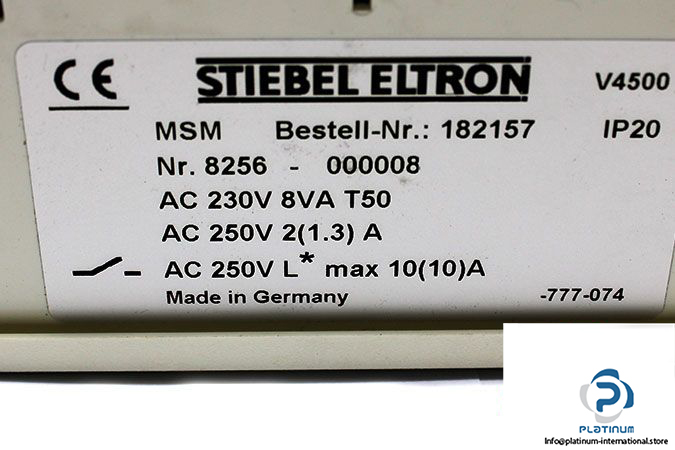 CE STIEBEL ELTRON V4500
MSM Bestell-Nr.: 182157 IP20
Nr. 8256 - 000008
AC 230V 8VA T50
AC 250V 2(1.3) A
AC 250V L* max 10(10)A
Made in Germany -777-074
PLATINUM
Info@platinum-international.store